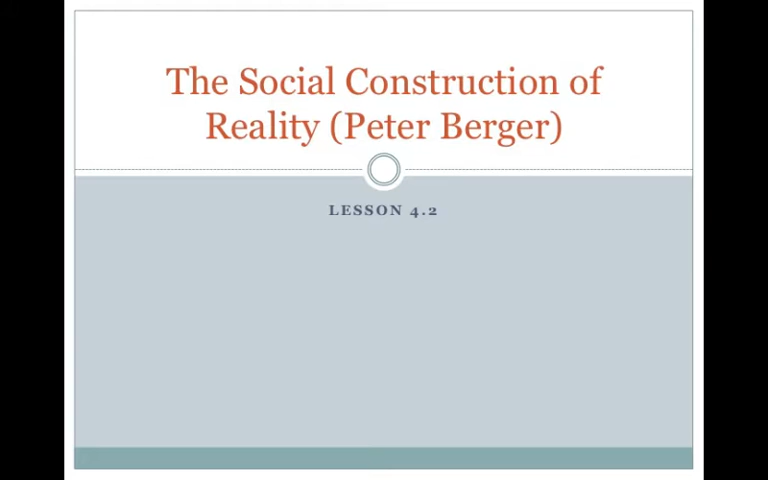 The Social Construction of
Reality (Peter Berger)
LESSON 4.2